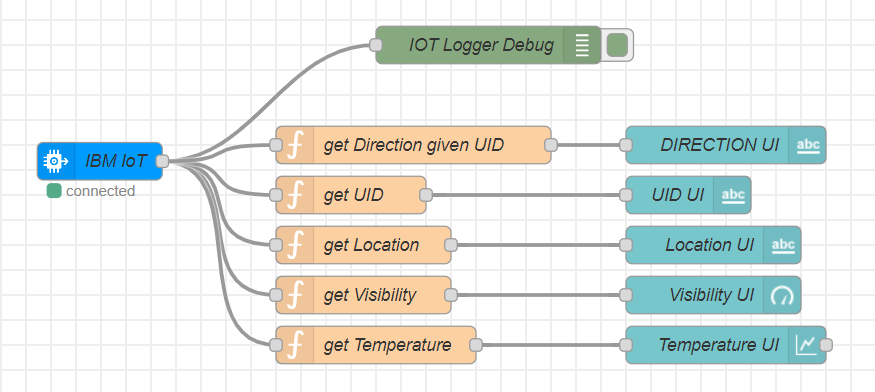 IOT Logger Debug
IBM IoT
connected
get Direction given UID
DIRECTION UI
abc
get UID
UID UI
abc
get Location
Location UI
abc
get Visibility
Visibility UI
get Temperature
Temperature UI